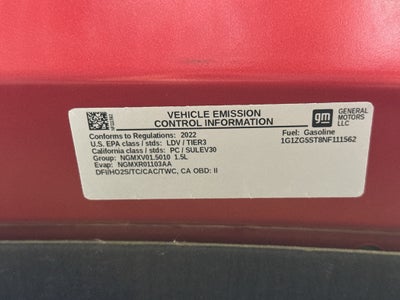 VEHICLE EMISSION
CONTROL INFORMATION
gm
GENERAL
MOTORS
LLC
Conforms to Regulations: 2022
Fuel: Gasoline
U.S. EPA class / stds: LDV / TIER3
1G1ZG5ST8NF111562
California class / stds: PC / SULEV30
Group: NGMXV01.5010 1.5L
Evap: NGMXR01103AA
DFI/HO2S/TC/CAC/TWC, CA OBD: II